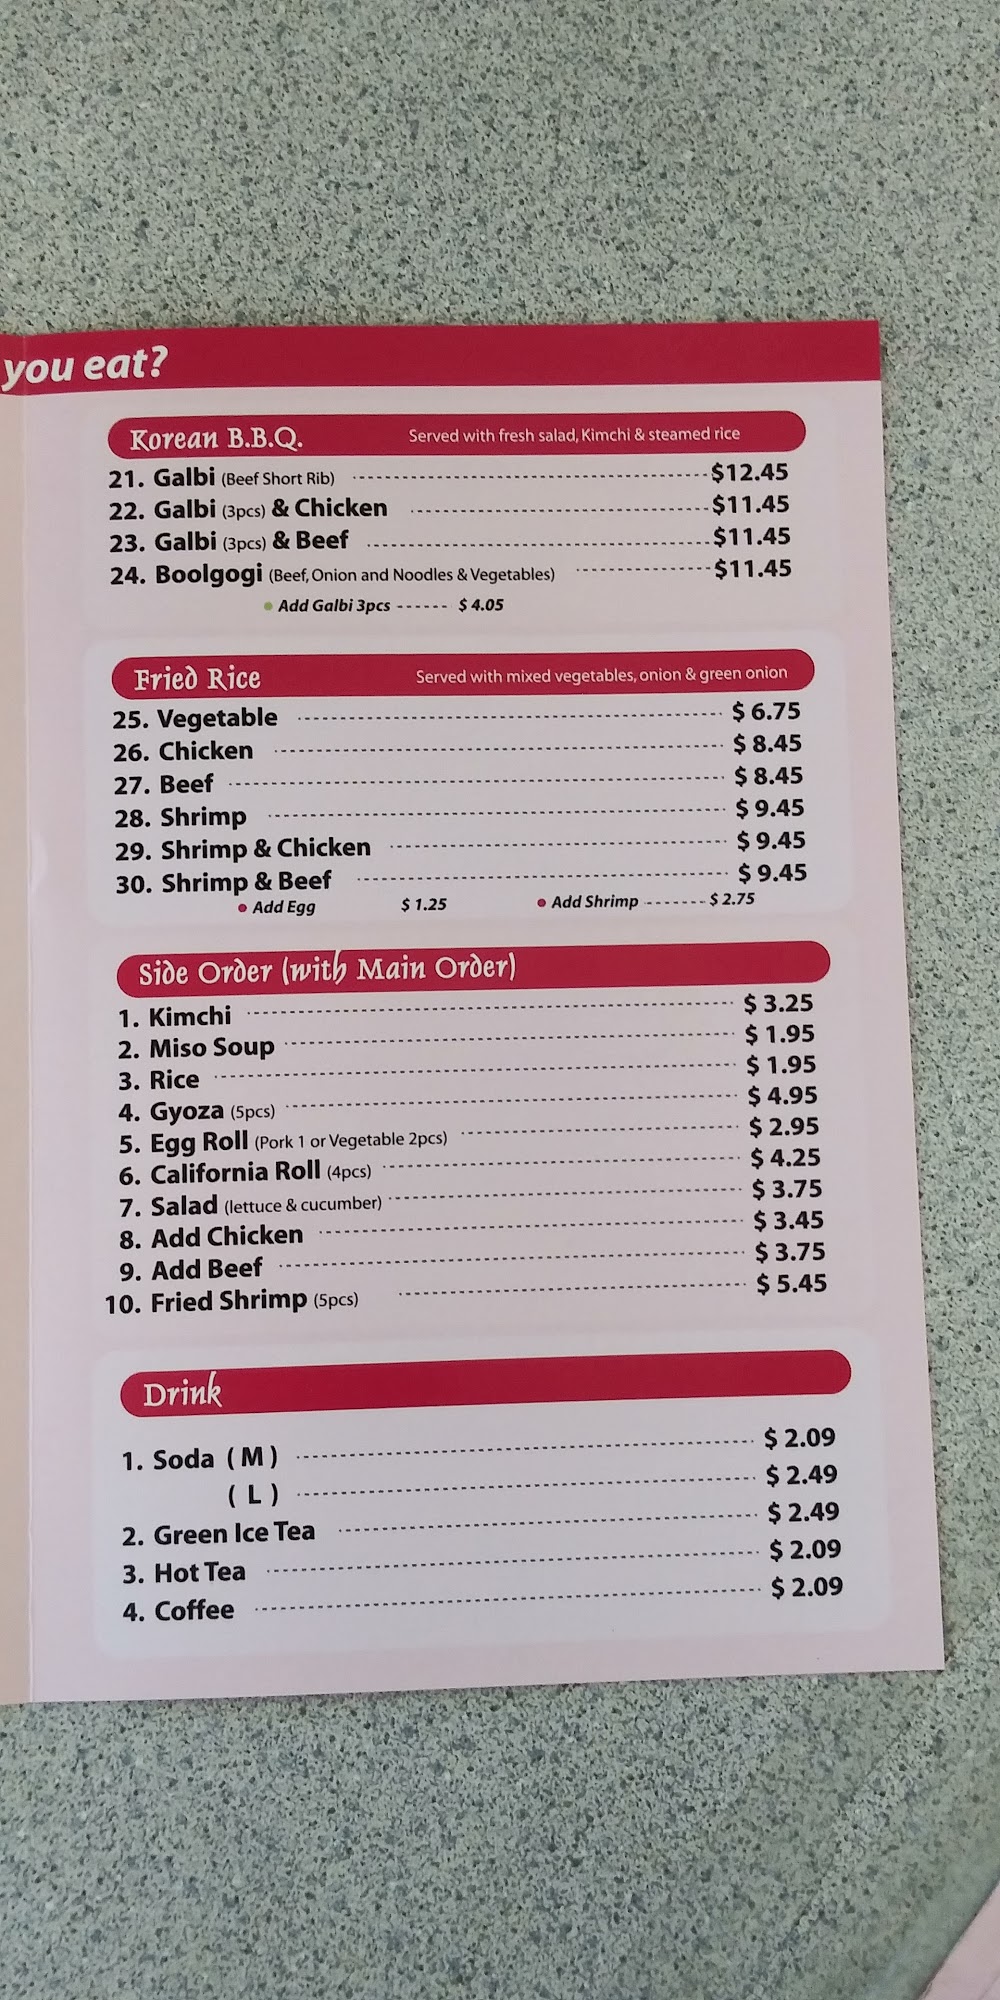 you eat?
Korean B.B.Q. Served with fresh salad, Kimchi & steamed rice
21. Galbi (Beef Short Rib) $12.45
22. Galbi (3pcs) & Chicken $11.45
23. Galbi (3pcs) & Beef $11.45
24. Boolgogi (Beef, Onion and Noodles & Vegetables) $11.45
• Add Galbi 3pcs ------ $ 4.05
Fried Rice Served with mixed vegetables, onion & green onion
25. Vegetable $ 6.75
26. Chicken $ 8.45
27. Beef $ 8.45
28. Shrimp $ 9.45
29. Shrimp & Chicken $ 9.45
30. Shrimp & Beef $ 9.45
• Add Egg $ 1.25 • Add Shrimp ------- $ 2.75
Side Order (with Main Order)
1. Kimchi $ 3.25
2. Miso Soup $ 1.95
3. Rice $ 1.95
4. Gyoza (5pcs) $ 4.95
5. Egg Roll (Pork 1 or Vegetable 2pcs) $ 2.95
6. California Roll (4pcs) $ 4.25
7. Salad (lettuce & cucumber) $ 3.75
8. Add Chicken $ 3.45
9. Add Beef $ 3.75
10. Fried Shrimp (5pcs) $ 5.45
Drink
1. Soda ( M ) $ 2.09
( L ) $ 2.49
2. Green Ice Tea $ 2.49
3. Hot Tea $ 2.09
4. Coffee $ 2.09